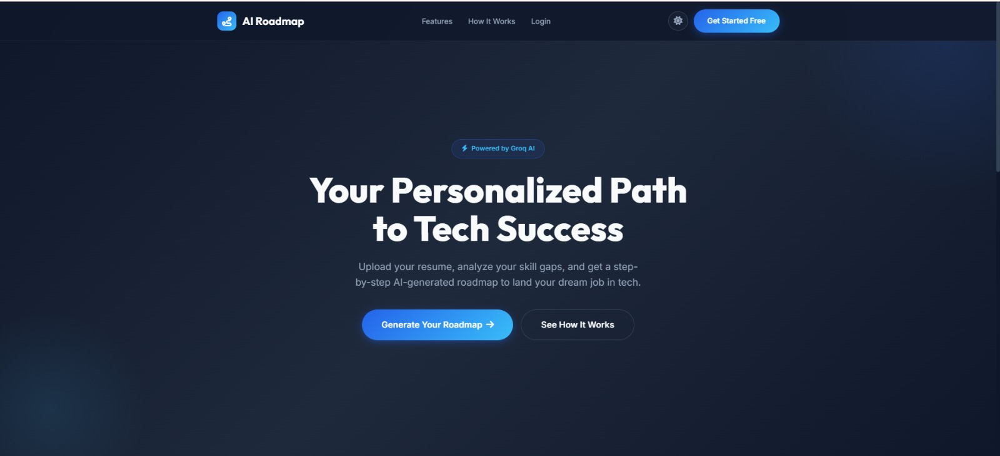 AI Roadmap
Features
How It Works
Login
Get Started Free
Powered by Groq AI
Your Personalized Path
to Tech Success
Upload your resume, analyze your skill gaps, and get a step-
by-step AI-generated roadmap to land your dream job in tech.
Generate Your Roadmap →
See How It Works